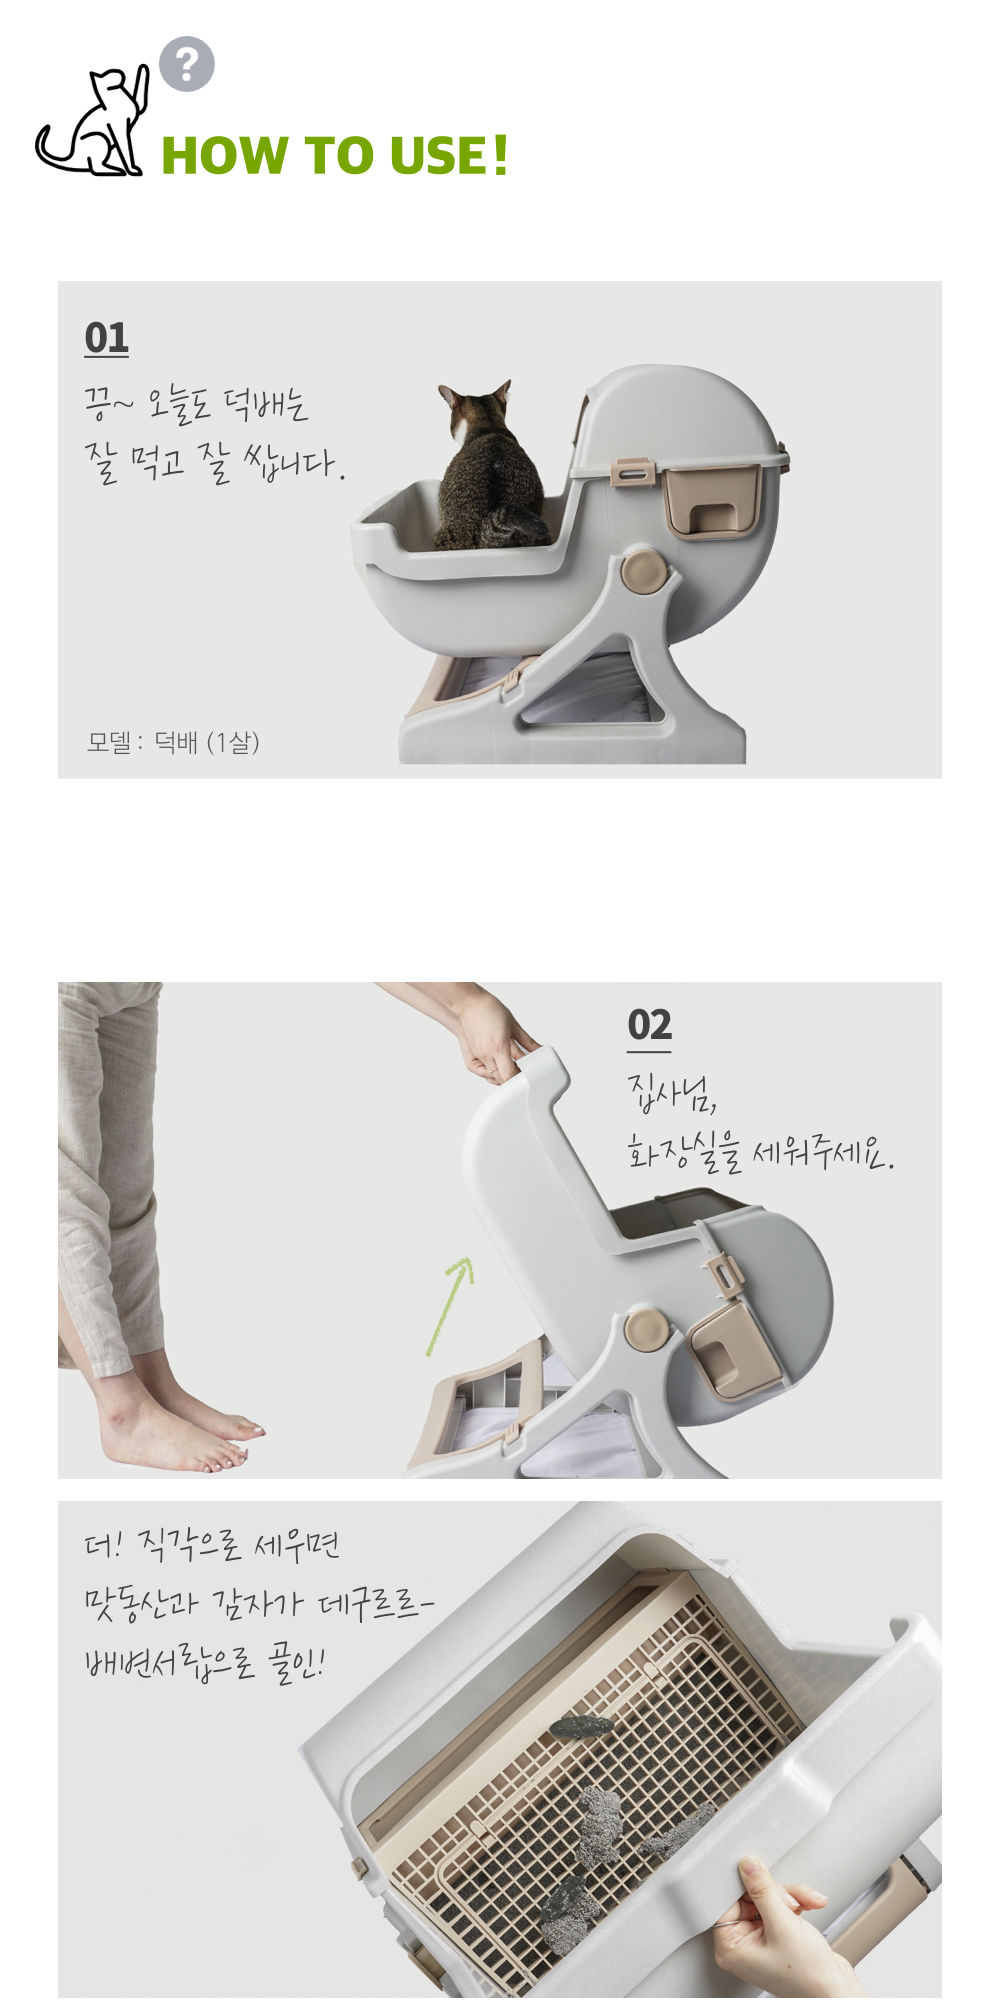 ?
HOW TO USE!
01
끙~ 오늘도 덕배는
잘 먹고 잘 쌉니다.
모델 : 덕배 (1살)
02
집사님,
화장실을 세워주세요.
더! 직각으로 세우면
맛동산과 감자가 데구르르-
배변서랍으로 골인!